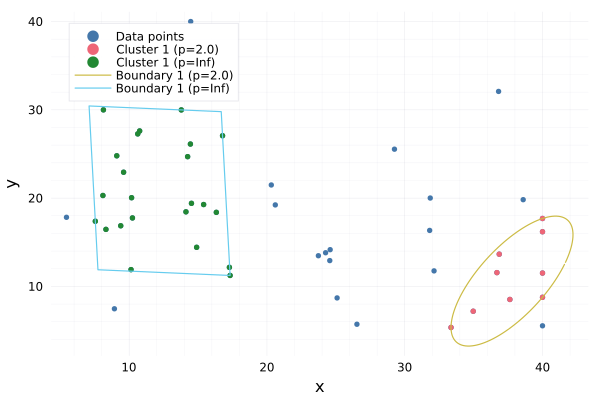 40
Data points
Cluster 1 (p=2.0)
Cluster 1 (p=Inf)
Boundary 1 (p=2.0)
Boundary 1 (p=Inf)
30
y
20
10
10 20 30 40
x